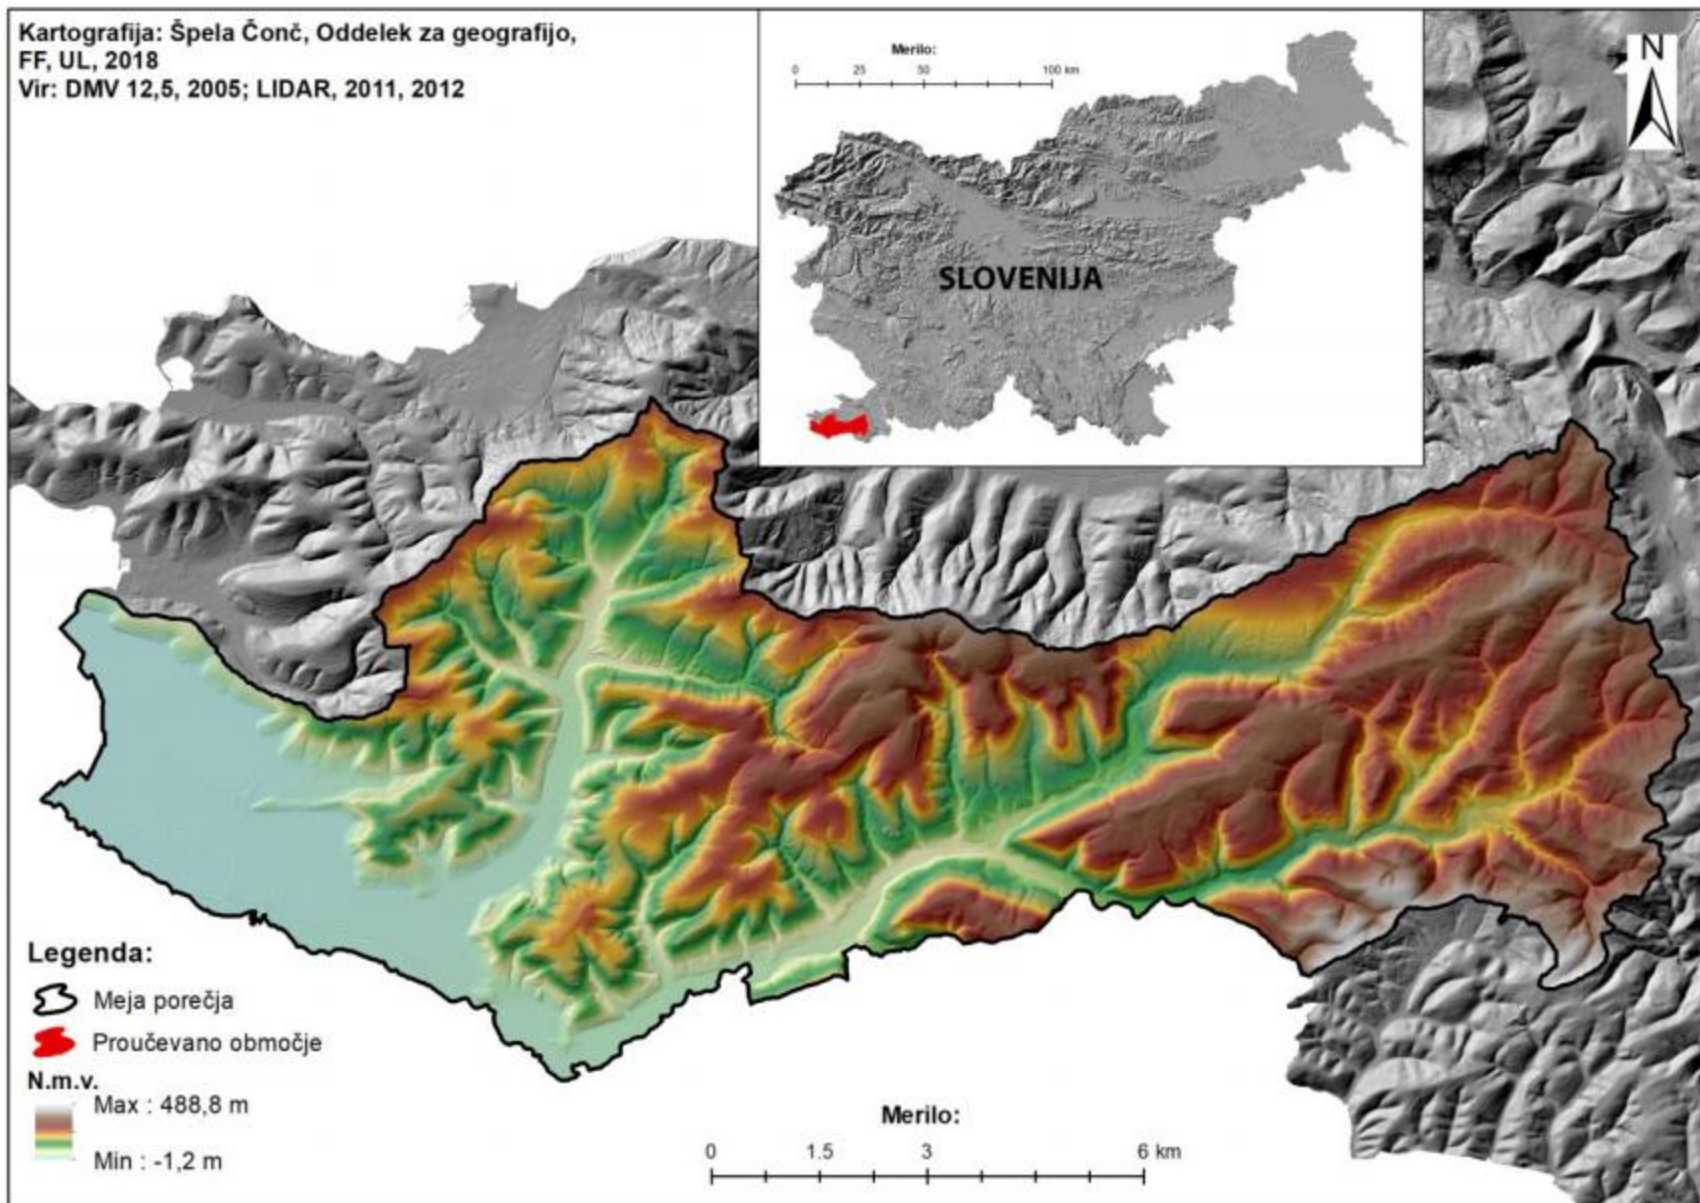 Kartografija: Špela Čonč, Oddelek za geografijo,
FF, UL, 2018
Vir: DMV 12,5, 2005; LIDAR, 2011, 2012
Merilo:
0 25 50 100 km
SLOVENIJA
N
Legenda:
Meja porečja
Proučevano območje
N.m.v.
Max : 488,8 m
Min : -1,2 m
Merilo:
0 1.5 3 6 km